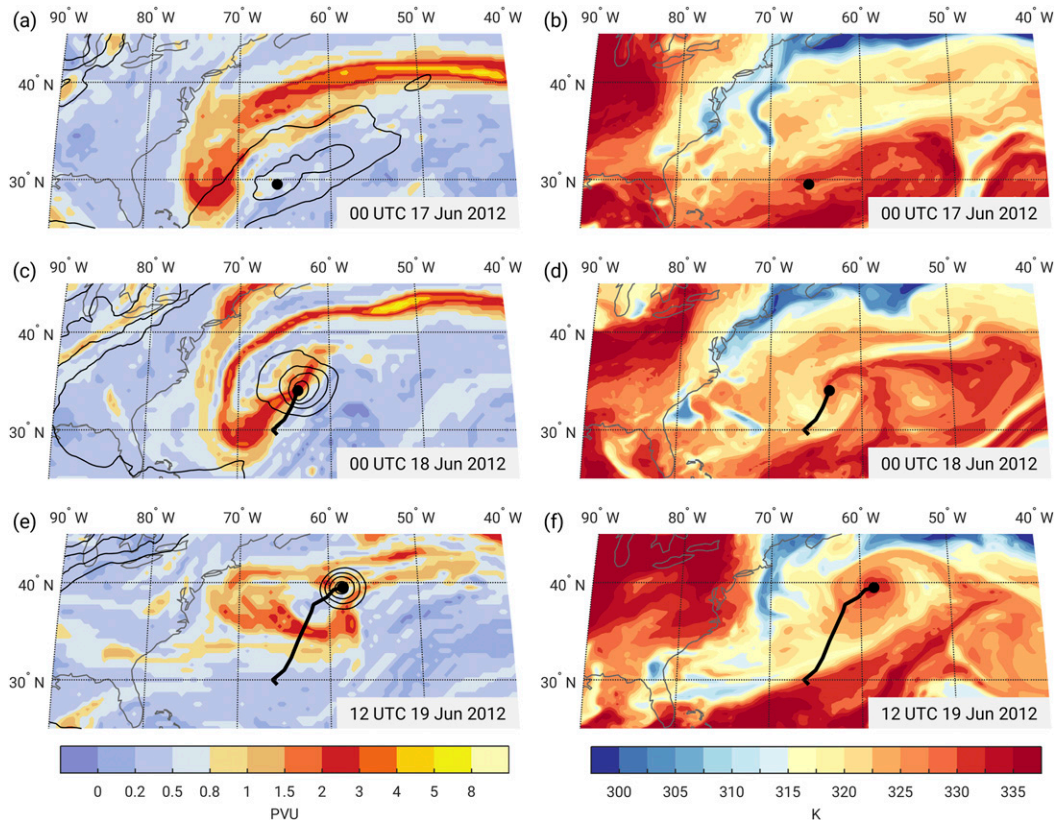 (a) 90° W 80° W 70° W 60° W 50° W 40° W
40° N
30° N
00 UTC 17 Jun 2012
(b) 90° W 80° W 70° W 60° W 50° W 40° W
40° N
30° N
00 UTC 17 Jun 2012
(c) 90° W 80° W 70° W 60° W 50° W 40° W
40° N
30° N
00 UTC 18 Jun 2012
(d) 90° W 80° W 70° W 60° W 50° W 40° W
40° N
30° N
00 UTC 18 Jun 2012
(e) 90° W 80° W 70° W 60° W 50° W 40° W
40° N
30° N
12 UTC 19 Jun 2012
(f) 90° W 80° W 70° W 60° W 50° W 40° W
40° N
30° N
12 UTC 19 Jun 2012
0 0.2 0.5 0.8 1 1.5 2 3 4 5 8
PVU
300 305 310 315 320 325 330 335
K